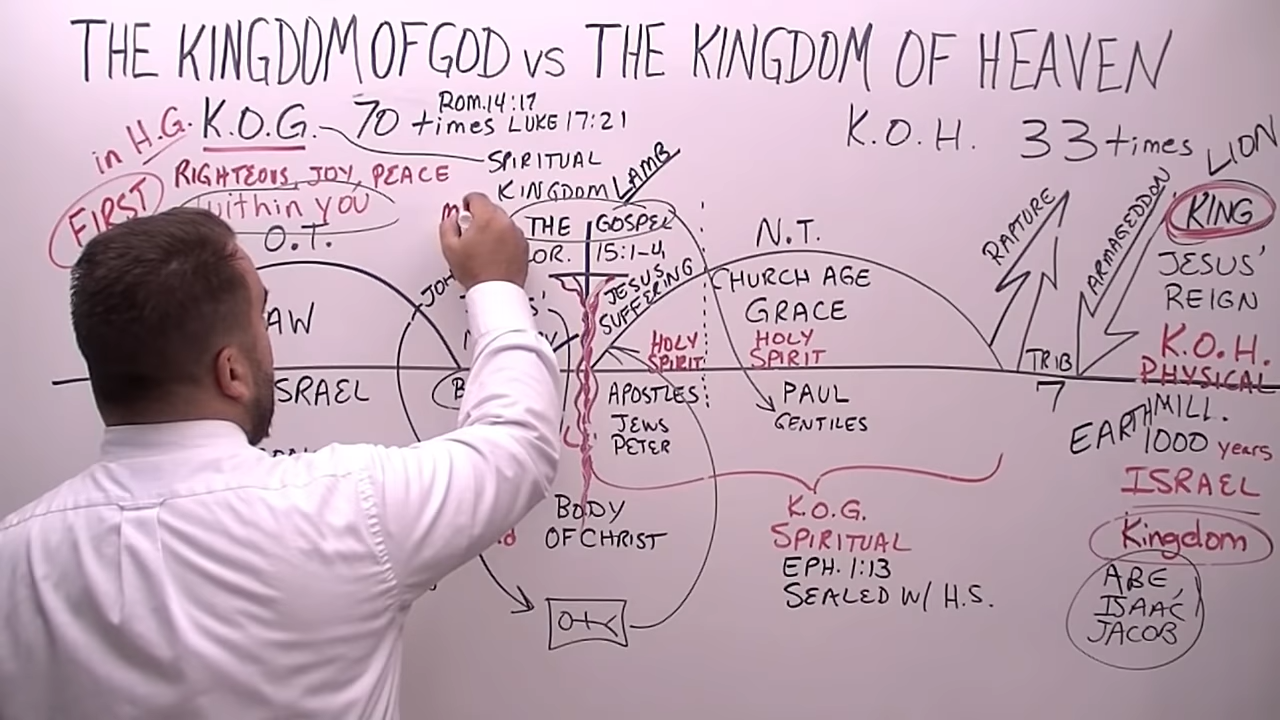 THE KINGDOM OF GOD vs THE KINGDOM OF HEAVEN
in H.G. K.O.G. 70 times
Rom. 14:17
LUKE 17:21
SPIRITUAL
KINGDOM
LAMB
RIGHTEOUS, JOY, PEACE
FIRST
within you
O.T.
K.O.H. 33 times
THE GOSPEL
15:1-4
JESUS'
SUFFERING
HOLY
SPIRIT
APOSTLES
JEWS
PETER
BODY
OF CHRIST
N.T.
CHURCH AGE
GRACE
HOLY
SPIRIT
PAUL
GENTILES
K.O.G.
SPIRITUAL
EPH. 1:13
SEALED W/ H.S.
RAPTURE
TRIB
7
ARMAGEDDON
LION
KING
JESUS'
REIGN
K.O.H.
PHYSICAL
EARTH
MILL.
1000 years
ISRAEL
Kingdom
ABE,
ISAAC
JACOB